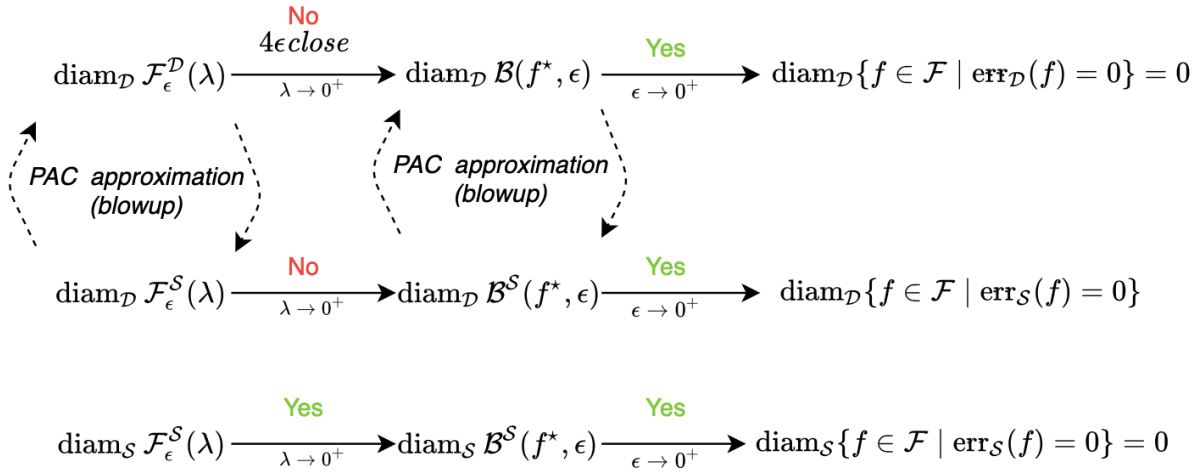 No
4ϵclose
Yes
diam_𝒟 ℱ_ϵ^𝒟(λ) λ → 0⁺ diam_𝒟 ℬ(f⋆, ϵ) ϵ → 0⁺ diam_𝒟{f ∈ ℱ | err_𝒟(f) = 0} = 0
PAC approximation
(blowup)
PAC approximation
(blowup)
No Yes
diam_𝒟 ℱ_ϵ^𝒮(λ) λ → 0⁺ diam_𝒟 ℬ^𝒮(f⋆, ϵ) ϵ → 0⁺ diam_𝒟{f ∈ ℱ | err_𝒮(f) = 0}
Yes Yes
diam_𝒮 ℱ_ϵ^𝒮(λ) λ → 0⁺ diam_𝒮 ℬ^𝒮(f⋆, ϵ) ϵ → 0⁺ diam_𝒮{f ∈ ℱ | err_𝒮(f) = 0} = 0